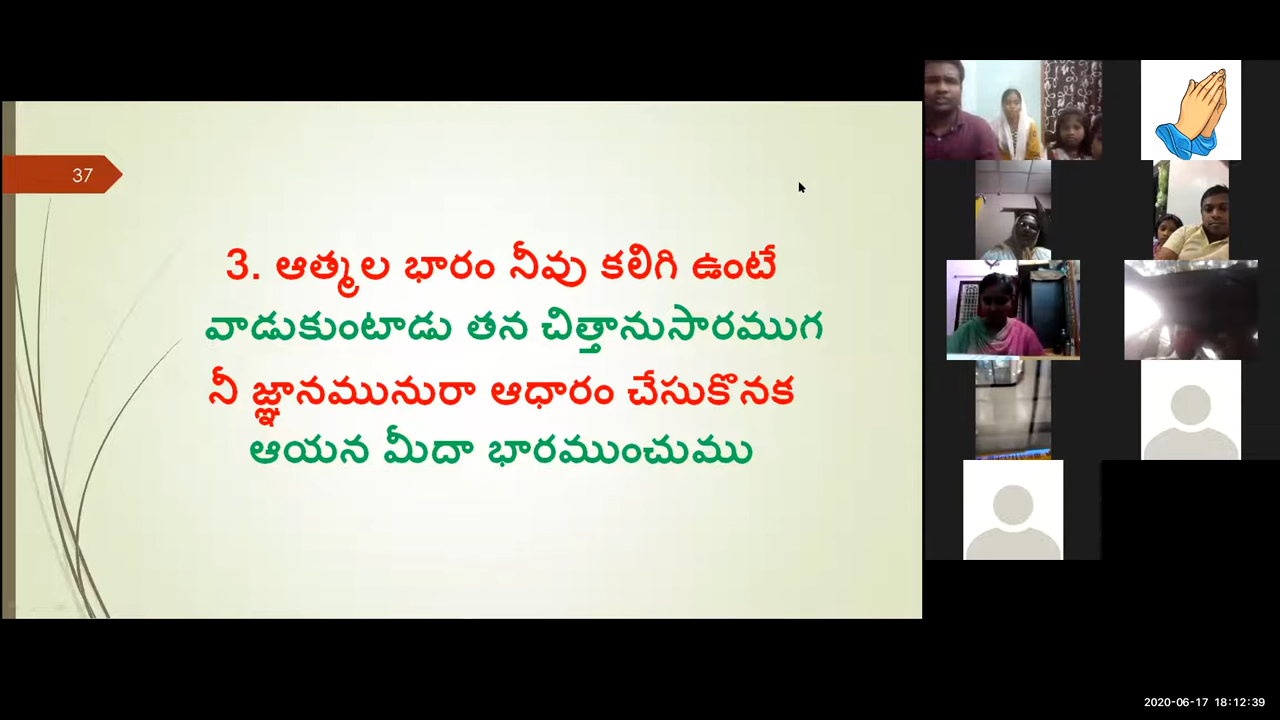 37
3. ఆత్మల భారం నీవు కలిగి ఉంటే
వాడుకుంటాడు తన చిత్తానుసారముగ
నీ జ్ఞానమునురా ఆధారం చేసుకొనక
ఆయన మీదా భారముంచుము
2020-06-17 18:12:39